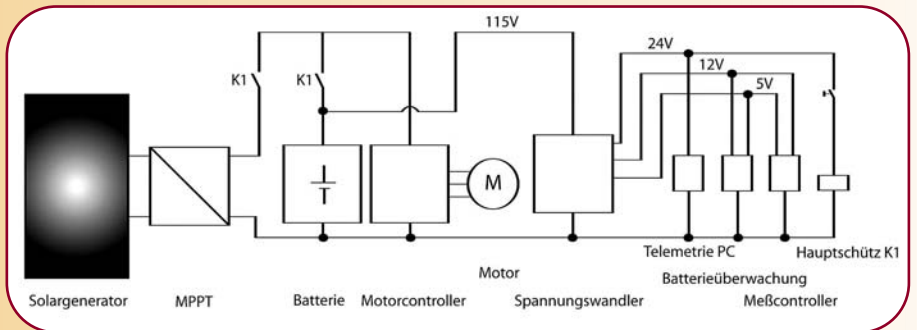 115V
24V
12V
5V
K1
K1
M
Telemetrie PC
Hauptschütz K1
Batterieüberwachung
Motor
Solargenerator
MPPT
Batterie
Motorcontroller
Spannungswandler
Meßcontroller